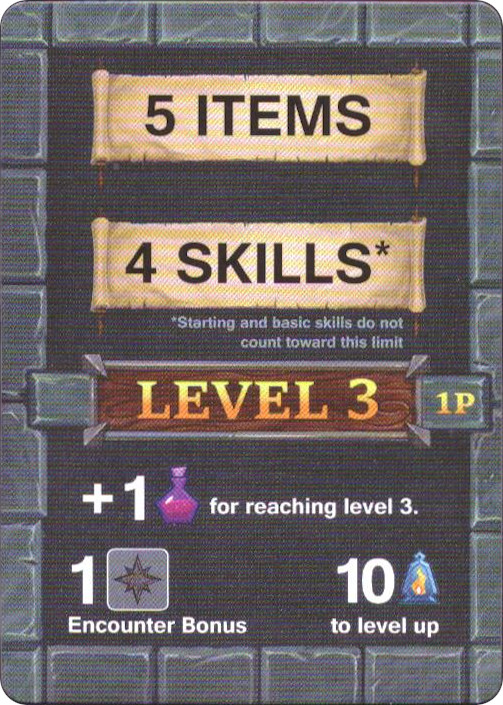 5 ITEMS
4 SKILLS*
*Starting and basic skills do not
count toward this limit
LEVEL 3
1P
+1 for reaching level 3.
1
Encounter Bonus
10
to level up